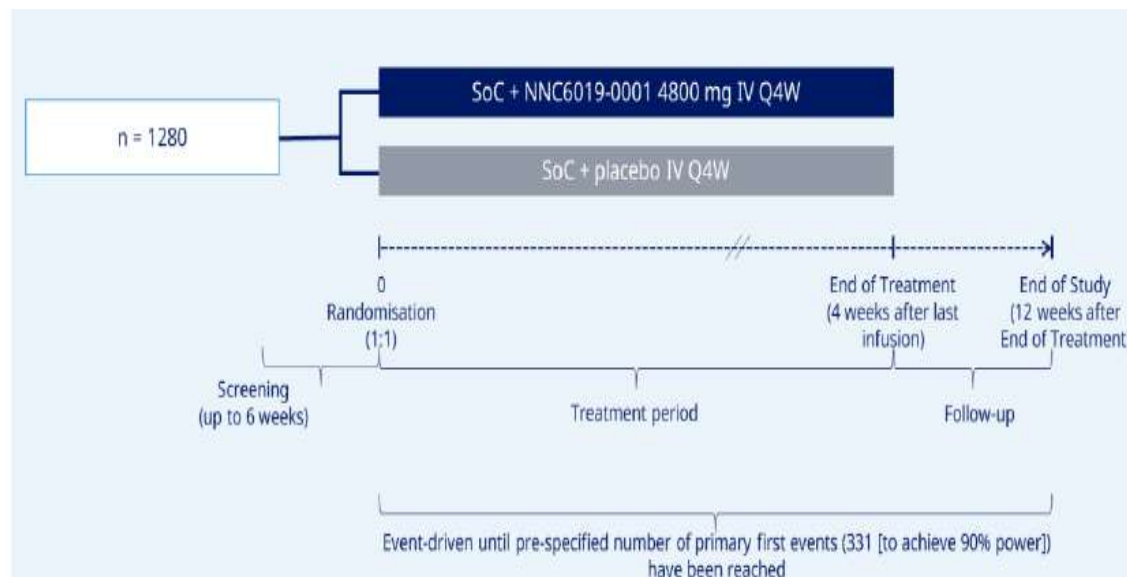 SoC + NNC6019-0001 4800 mg IV Q4W
n = 1280
SoC + placebo IV Q4W
0
Randomisation
(1:1)
End of Treatment
(4 weeks after last
infusion)
End of Study
(12 weeks after
End of Treatment
Screening
(up to 6 weeks)
Treatment period
Follow-up
Event-driven until pre-specified number of primary first events (331 [to achieve 90% power])
have been reached